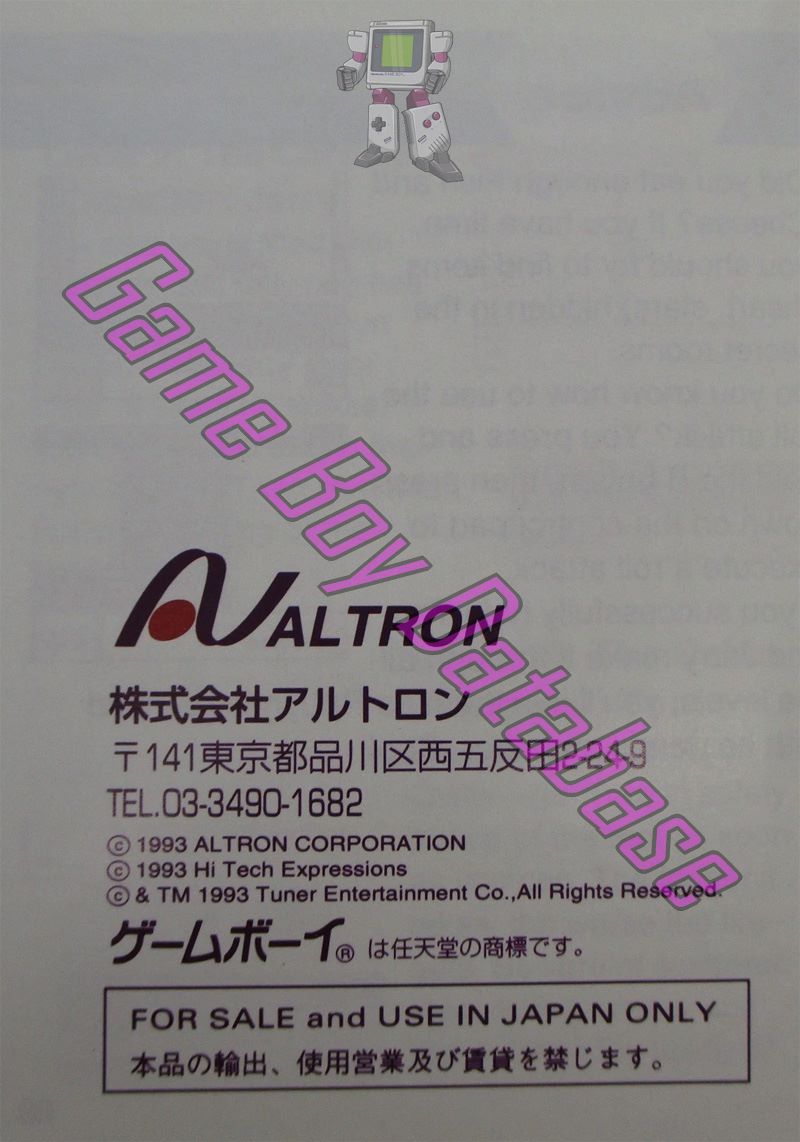 Game Boy Database
ALTRON
株式会社アルトロン
〒141東京都品川区西五反田2-24-9
TEL.03-3490-1682
ⓒ 1993 ALTRON CORPORATION
ⓒ 1993 Hi Tech Expressions
ⓒ & TM 1993 Tuner Entertainment Co.,All Rights Reserved.
ゲームボーイ® は任天堂の商標です。
FOR SALE and USE IN JAPAN ONLY
本品の輸出、使用営業及び賃貸を禁じます。